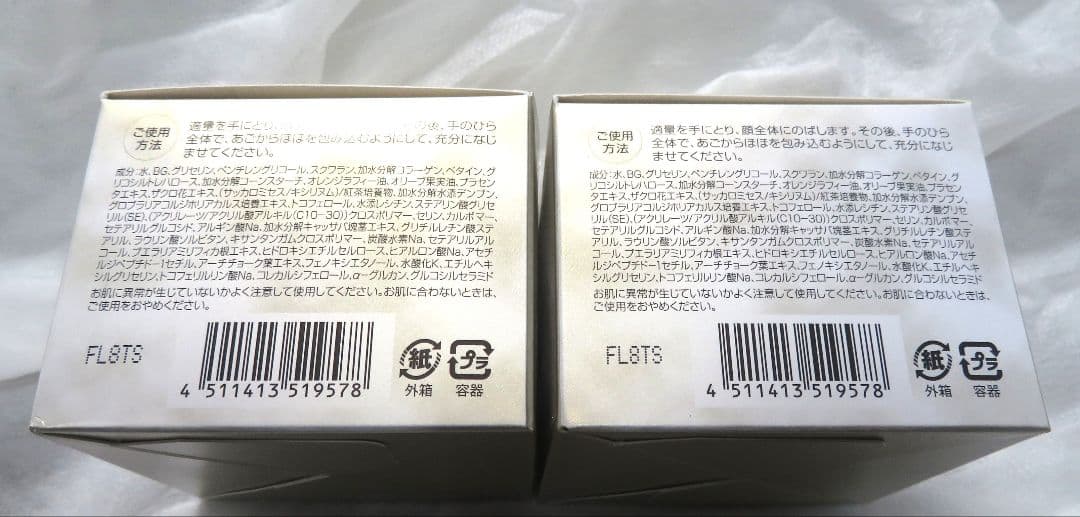 ご使用
方法
適量を手にとり、
の後、手のひら
全体で、あごからほほを包み込むようにして、充分になじ
ませてください。
成分:水、BG、グリセリン、ペンチレングリコール、スクワラン、加水分解コラーゲン、ベタイン、グ
リコシルトレハロース、加水分解コーンスターチ、オレンジラフィー油、オリーブ果実油、プラセン
タエキス、ザクロ花エキス、(サッカロミセス/キシリヌム)/紅茶培養物、加水分解水添デンプン、
グロブラリアコルジホリアカルス培養エキス、トコフェロール、水添レシチン、ステアリン酸グリセ
リル(SE)、(アクリレーツ/アクリル酸アルキル(C10-30))クロスポリマー、セリン、カルボマー、
セテアリルグルコシド、アルギン酸Na、加水分解キャッサバ塊茎エキス、グリチルレチン酸ステ
アリル、ラウリン酸ソルビタン、キサンタンガムクロスポリマー、炭酸水素Na、セテアリルアル
コール、プエラリアミリフィカ根エキス、ヒドロキシエチルセルロース、ヒアルロン酸Na、アセチ
ルジペプチド-1セチル、アーチチョーク葉エキス、フェノキシエタノール、水酸化K、エチルヘキ
シルグリセリン、トコフェリルリン酸Na、コレカルシフェロール、α-グルカン、グルコシルセラミド
お肌に異常が生じていないかよく注意して使用してください。お肌に合わないときは、
ご使用をおやめください。
FL8TS
4 511413 519578
紙
外箱
プラ
容器
ご使用
方法
適量を手にとり、顔全体にのばします。その後、手のひら
全体で、あごからほほを包み込むようにして、充分になじ
ませてください。
成分:水、BG、グリセリン、ペンチレングリコール、スクワラン、加水分解コラーゲン、ベタイン、グ
リコシルトレハロース、加水分解コーンスターチ、オレンジラフィー油、オリーブ果実油、プラセン
タエキス、ザクロ花エキス、(サッカロミセス/キシリヌム)/紅茶培養物、加水分解水添デンプン、
グロブラリアコルジホリアカルス培養エキス、トコフェロール、水添レシチン、ステアリン酸グリセ
リル(SE)、(アクリレーツ/アクリル酸アルキル(C10-30))クロスポリマー、セリン、カルボマー、
セテアリルグルコシド、アルギン酸Na、加水分解キャッサバ塊茎エキス、グリチルレチン酸ステ
アリル、ラウリン酸ソルビタン、キサンタンガムクロスポリマー、炭酸水素Na、セテアリルアル
コール、プエラリアミリフィカ根エキス、ヒドロキシエチルセルロース、ヒアルロン酸Na、アセチ
ルジペプチド-1セチル、アーチチョーク葉エキス、フェノキシエタノール、水酸化K、エチルヘキ
シルグリセリン、トコフェリルリン酸Na、コレカルシフェロール、α-グルカン、グルコシルセラミド
お肌に異常が生じていないかよく注意して使用してください。お肌に合わないときは、
ご使用をおやめください。
FL8TS
4 511413 519578
紙
外箱
プラ
容器